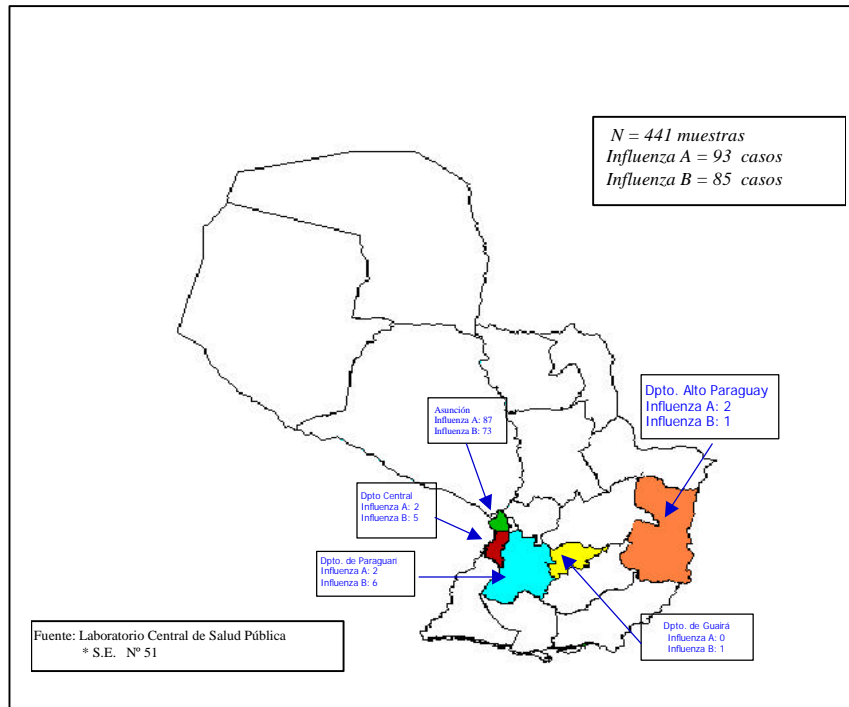 N = 441 muestras
Influenza A = 93 casos
Influenza B = 85 casos
Dpto. Alto Paraguay
Influenza A: 2
Influenza B: 1
Asunción
Influenza A: 87
Influenza B: 73
Dpto Central
Influenza A: 2
Influenza B: 5
Dpto. de Paraguari
Influenza A: 2
Influenza B: 6
Dpto. de Guairá
Influenza A: 0
Influenza B: 1
Fuente: Laboratorio Central de Salud Pública
* S.E. Nº 51